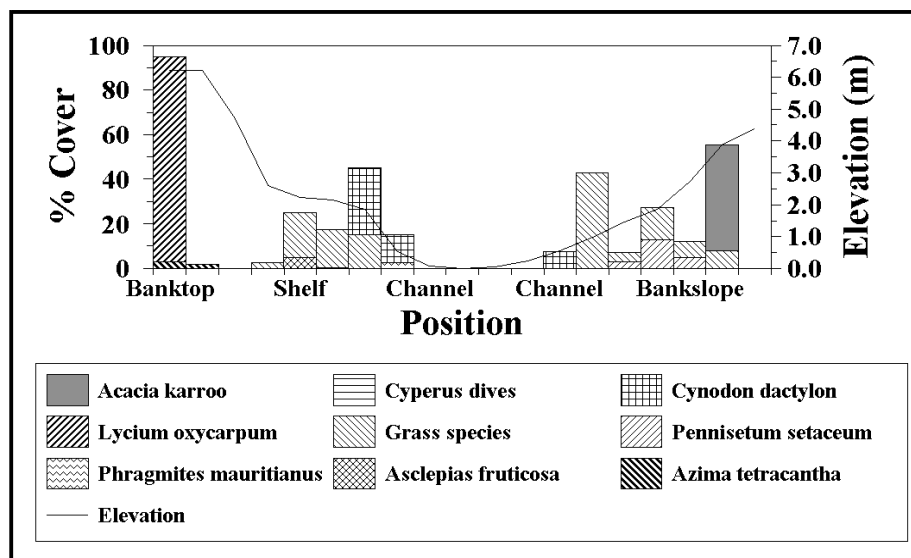 100
80
60
40
20
0
% Cover
7.0
6.0
5.0
4.0
3.0
2.0
1.0
0.0
Elevation (m)
Banktop Shelf Channel Channel Bankslope
Position
Acacia karroo Cyperus dives Cynodon dactylon
Lycium oxycarpum Grass species Pennisetum setaceum
Phragmites mauritianus Asclepias fruticosa Azima tetracantha
Elevation